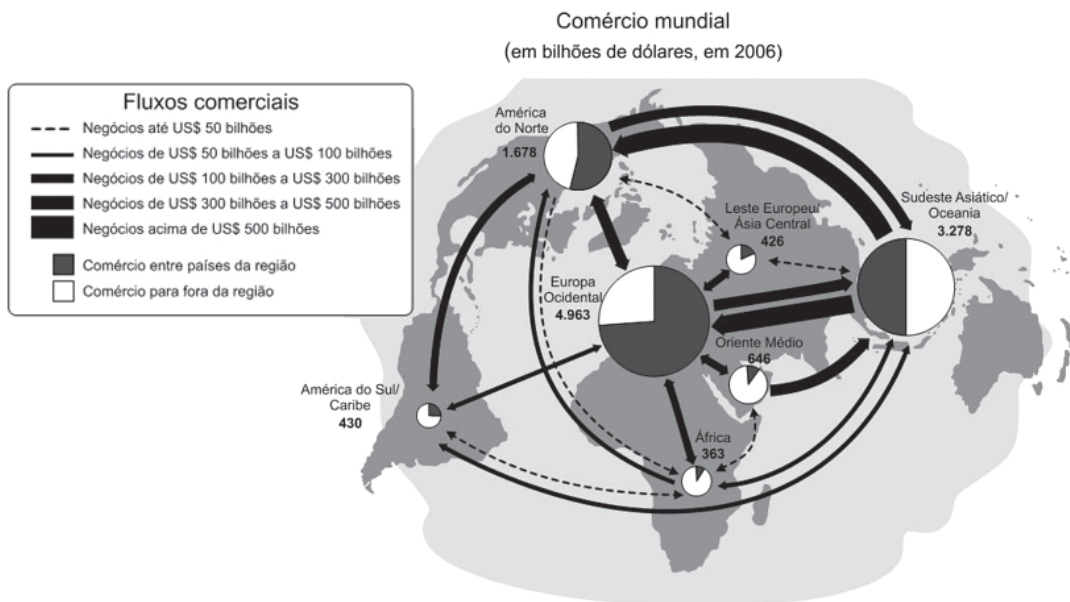 Comércio mundial
(em bilhões de dólares, em 2006)
Fluxos comerciais
Negócios até US$ 50 bilhões
Negócios de US$ 50 bilhões a US$ 100 bilhões
Negócios de US$ 100 bilhões a US$ 300 bilhões
Negócios de US$ 300 bilhões a US$ 500 bilhões
Negócios acima de US$ 500 bilhões
Comércio entre países da região
Comércio para fora da região
América
do Norte
1.678
Leste Europeu/
Ásia Central
426
Sudeste Asiático/
Oceania
3.278
Europa
Ocidental
4.963
Oriente Médio
646
América do Sul/
Caribe
430
África
363